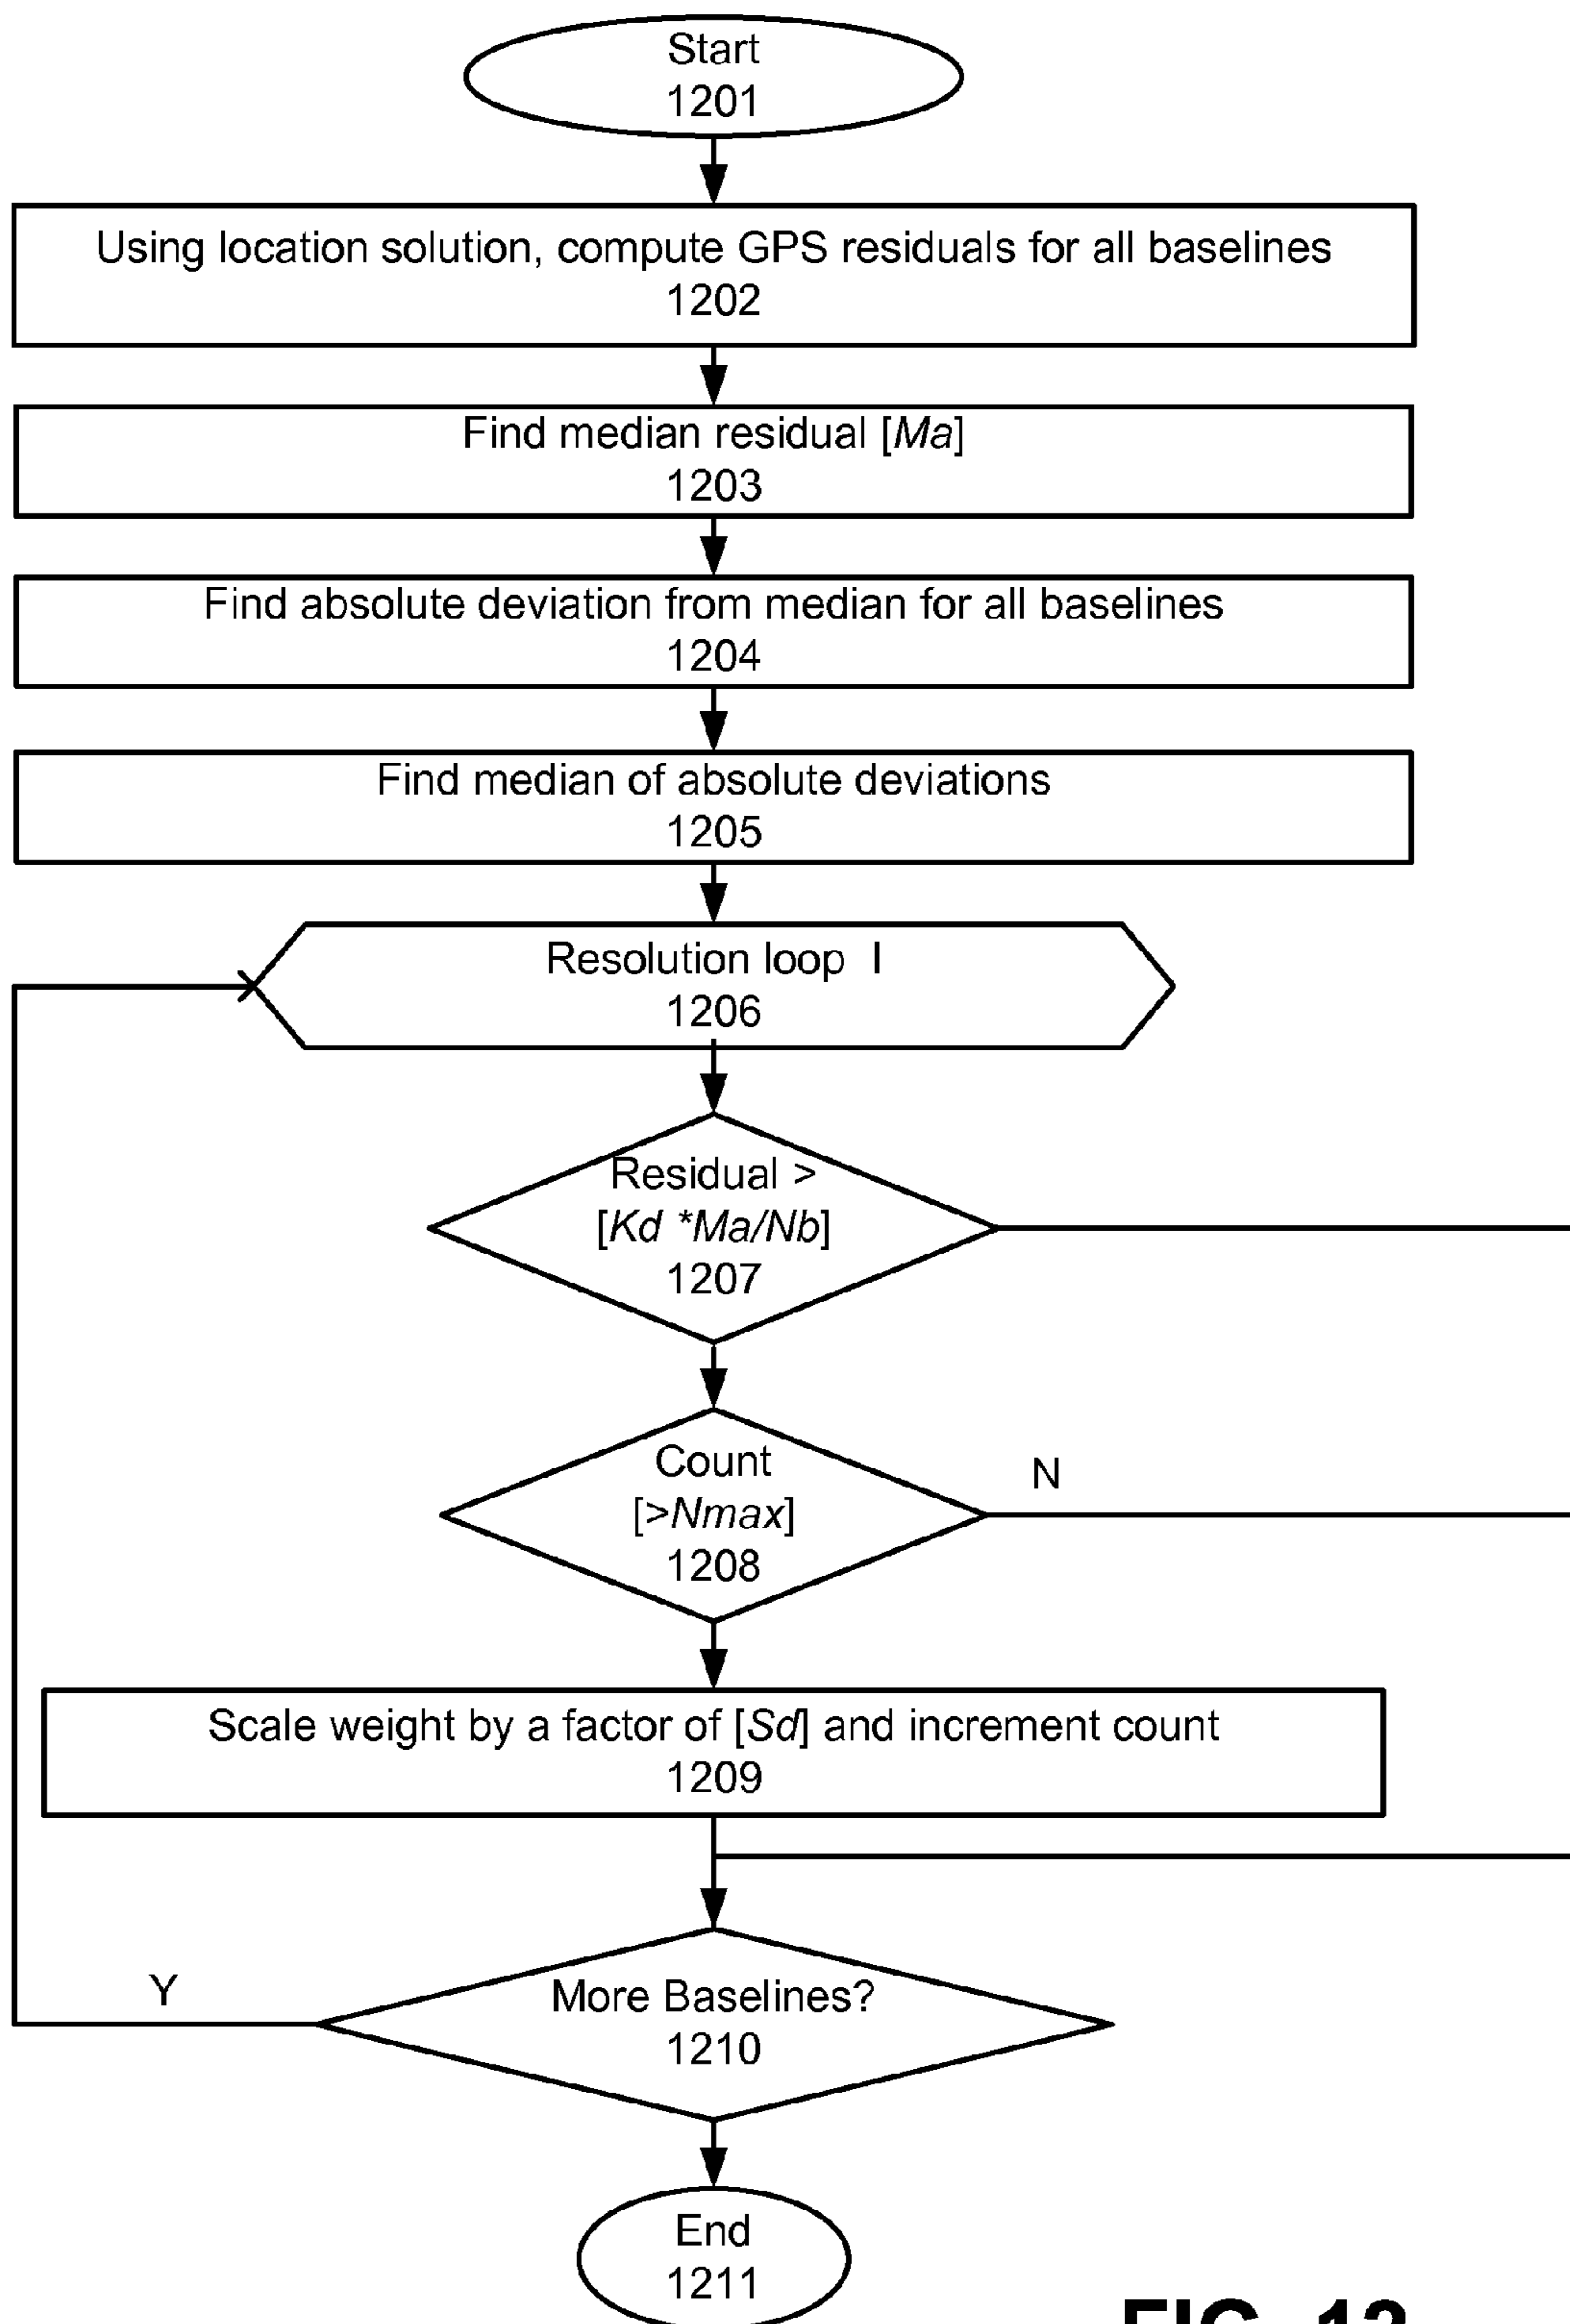 Start
1201
Using location solution, compute GPS residuals for all baselines
1202
Find median residual [Ma]
1203
Find absolute deviation from median for all baselines
1204
Find median of absolute deviations
1205
Resolution loop I
1206
Residual >
[Kd *Ma/Nb]
1207
Count
[>Nmax]
1208
N
Scale weight by a factor of [Sd] and increment count
1209
Y
More Baselines?
1210
End
1211
FIG. 12